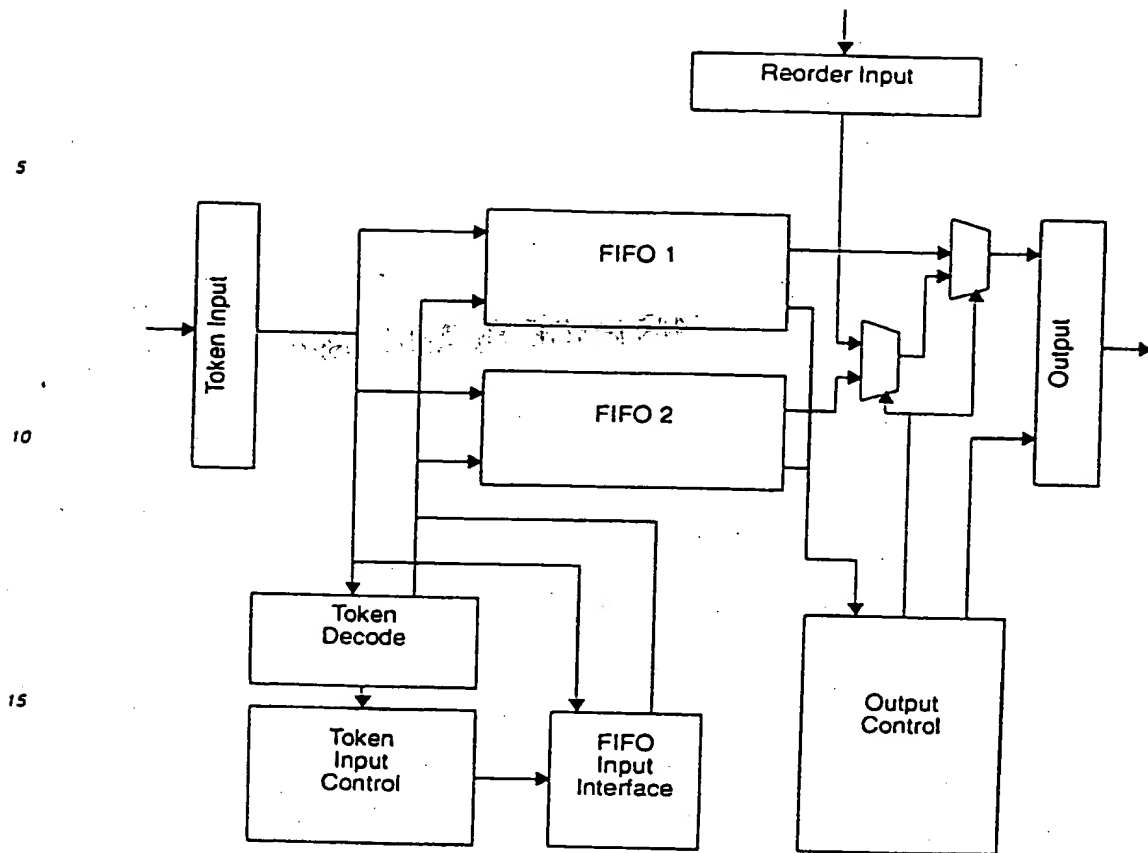 Reorder Input
5
FIFO 1
Token Input
Output
FIFO 2
10
Token
Decode
15
Token
Input
Control
FIFO
Input
Interface
Output
Control